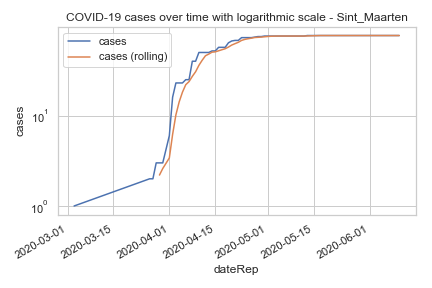 COVID-19 cases over time with logarithmic scale - Sint_Maarten
cases
cases (rolling)
10¹
10⁰
cases
2020-03-01
2020-03-15
2020-04-01
2020-04-15
2020-05-01
2020-05-15
2020-06-01
dateRep